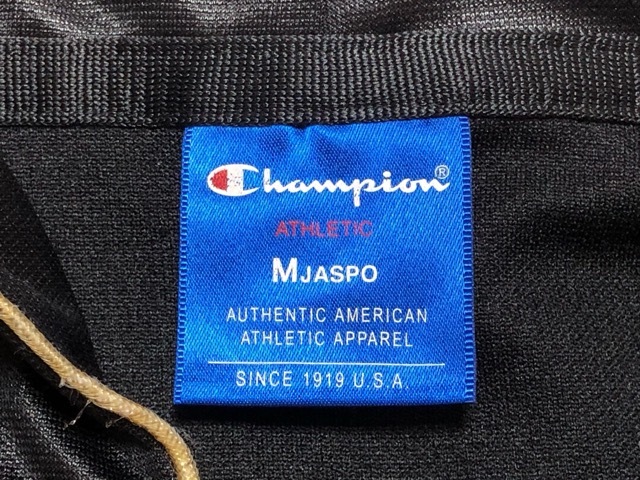 Champion®
ATHLETIC
MJASPO
AUTHENTIC AMERICAN
ATHLETIC APPAREL
SINCE 1919 U.S.A.